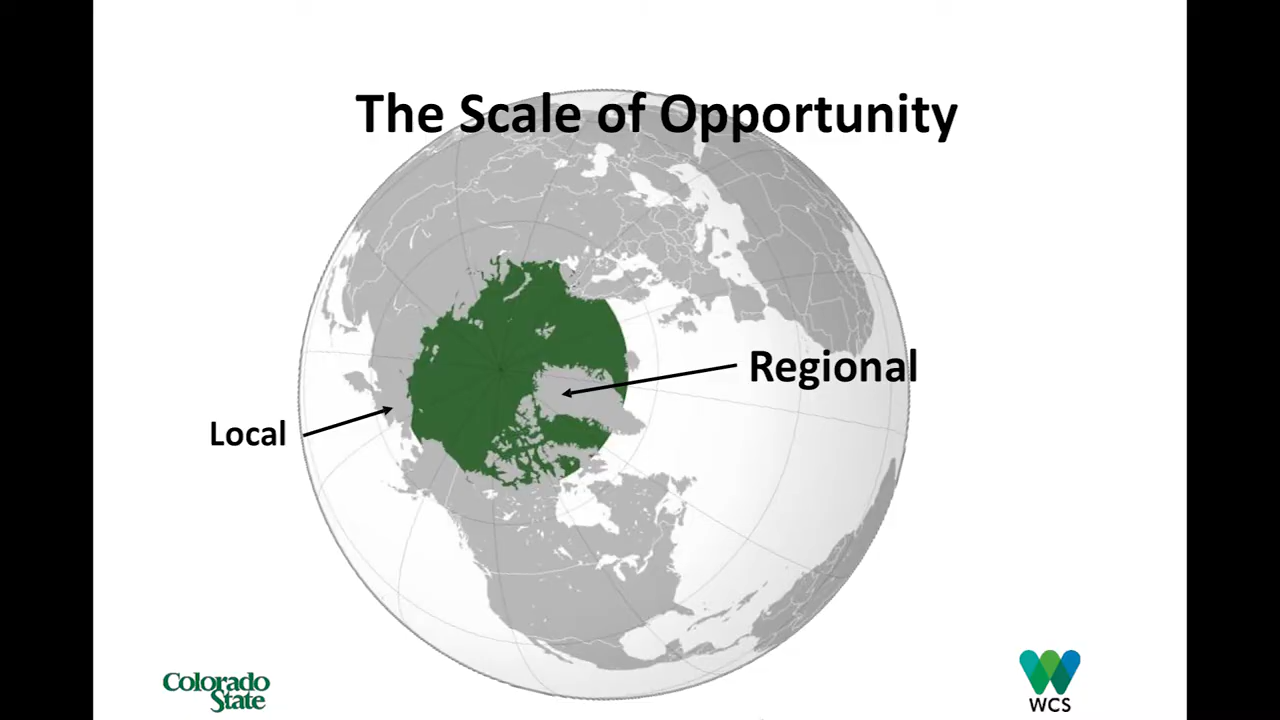 The Scale of Opportunity
Regional
Local
Colorado
State
WCS